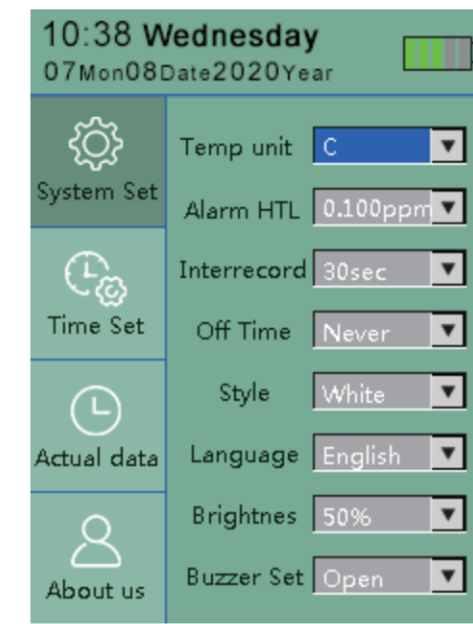 10:38 Wednesday
07Mon08Date2020Year
System Set
Time Set
Actual data
About us
Temp unit C
Alarm HTL 0.100ppm
Interrecord 30sec
Off Time Never
Style White
Language English
Brightnes 50%
Buzzer Set Open